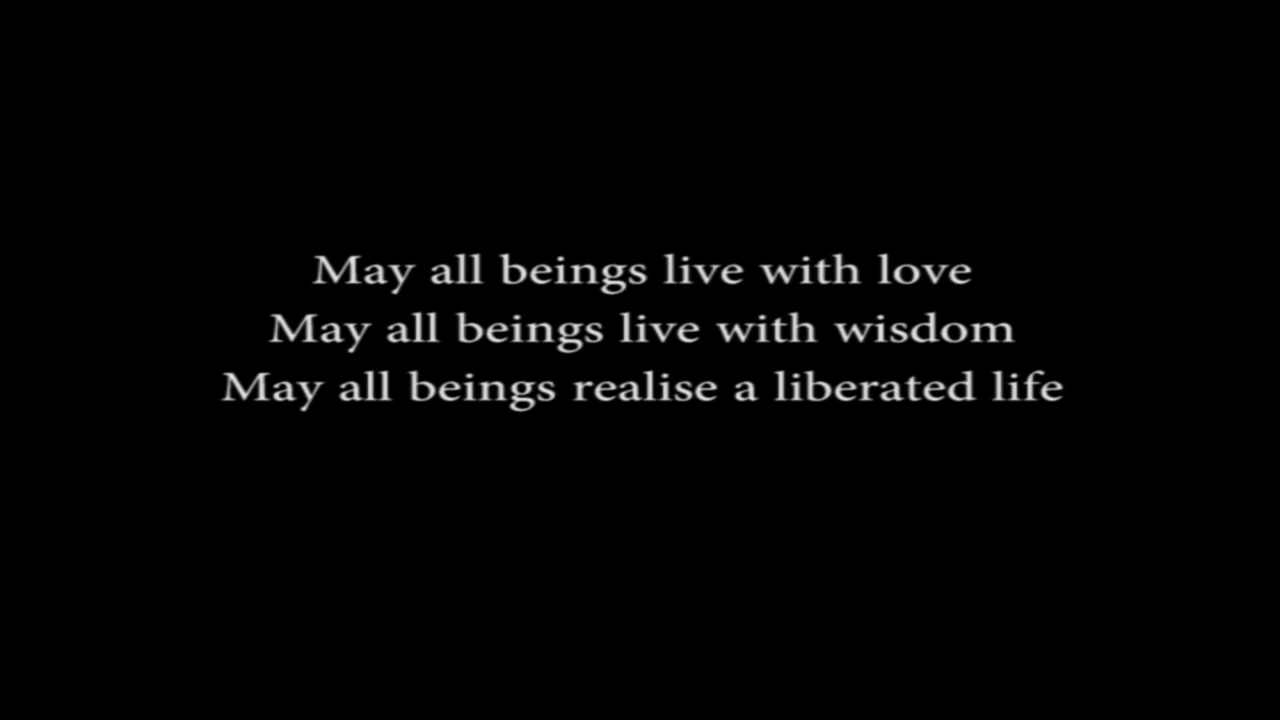 May all beings live with love
May all beings live with wisdom
May all beings realise a liberated life